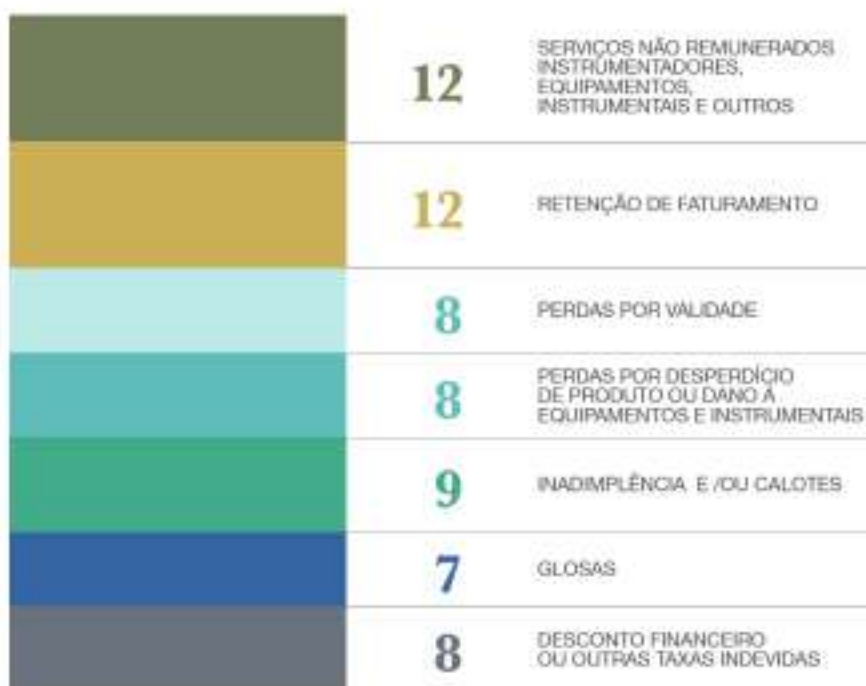 12
SERVIÇOS NÃO REMUNERADOS
INSTRUMENTADORES,
EQUIPAMENTOS,
INSTRUMENTAIS E OUTROS
12
RETENÇÃO DE FATURAMENTO
8
PERDAS POR VALIDADE
8
PERDAS POR DESPERDÍCIO
DE PRODUTO OU DANO À
EQUIPAMENTOS E INSTRUMENTAIS
9
INADIMPLÊNCIA E /OU CALOTES
7
GLOSAS
8
DESCONTO FINANCEIRO
OU OUTRAS TAXAS INDEVIDAS